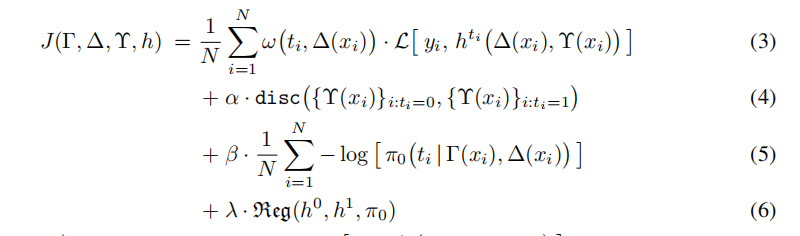 J(Γ, Δ, Υ, h) = 1/N ∑_{i=1}^{N} ω(t_i, Δ(x_i)) · ℒ[ y_i, h^{t_i}(Δ(x_i), Υ(x_i)) ] (3)
+ α · disc({Υ(x_i)}_{i:t_i=0}, {Υ(x_i)}_{i:t_i=1}) (4)
+ β · 1/N ∑_{i=1}^{N} − log [ π_0(t_i | Γ(x_i), Δ(x_i)) ] (5)
+ λ · ℜeg(h^0, h^1, π_0) (6)